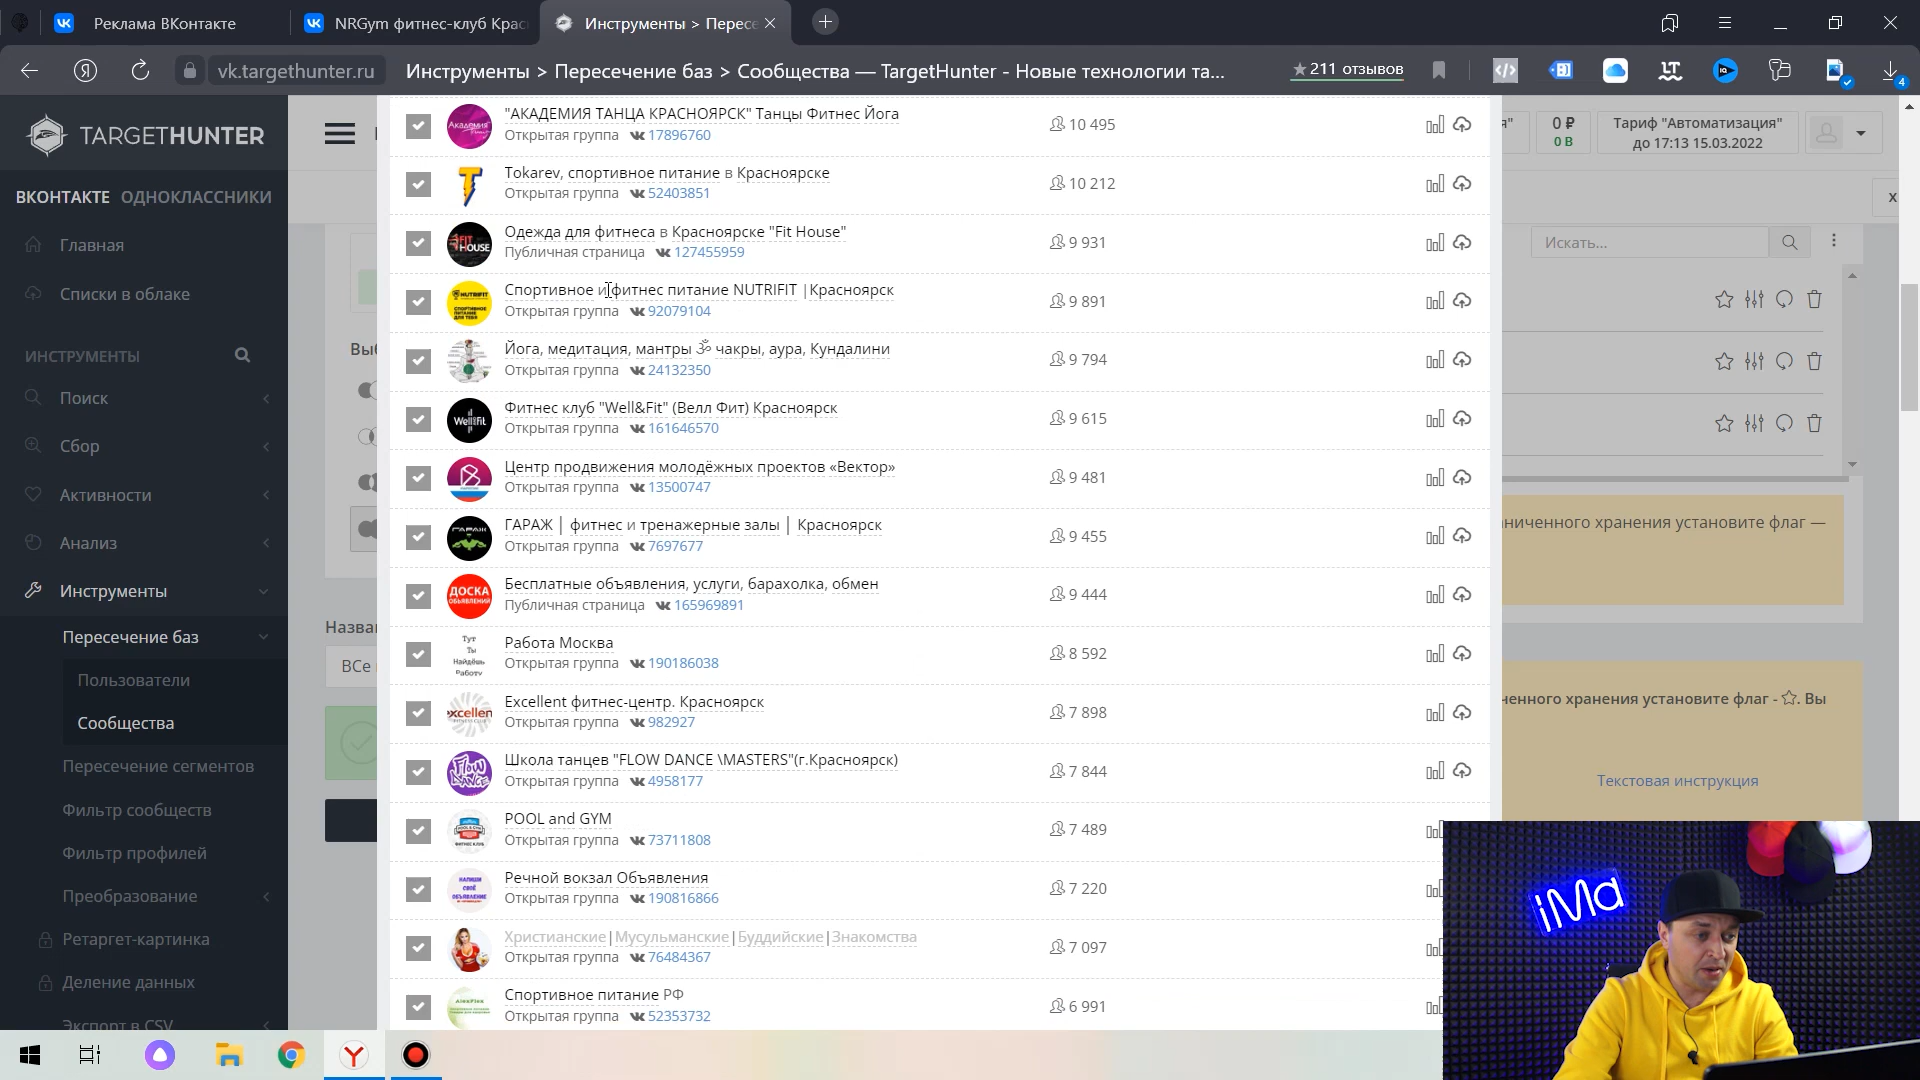 Реклама ВКонтакте
NRGym фитнес-клуб Крас
Инструменты > Пересе
vk.targethunter.ru
Инструменты > Пересечение баз > Сообщества — TargetHunter - Новые технологии та...
★211 отзывов
4
TARGETHUNTER
ВКОНТАКТЕ ОДНОКЛАССНИКИ
Главная
Списки в облаке
ИНСТРУМЕНТЫ
Поиск
Сбор
Активности
Анализ
Инструменты
Пересечение баз
Пользователи
Сообщества
Пересечение сегментов
Фильтр сообществ
Фильтр профилей
Преобразование
Ретаргет-картинка
Деление данных
Экспорт в CSV
Выб
Назва
ВСе
"АКАДЕМИЯ ТАНЦА КРАСНОЯРСК" Танцы Фитнес Йога
Открытая группа 17896760
10 495
Tokarev, спортивное питание в Красноярске
Открытая группа 52403851
10 212
Одежда для фитнеса в Красноярске "Fit House"
Публичная страница 127455959
9 931
Спортивное и фитнес питание NUTRIFIT |Красноярск
Открытая группа 92079104
9 891
Йога, медитация, мантры ॐ чакры, аура, Кундалини
Открытая группа 24132350
9 794
Фитнес клуб "Well&Fit" (Велл Фит) Красноярск
Открытая группа 161646570
9 615
Центр продвижения молодёжных проектов «Вектор»
Открытая группа 13500747
9 481
ГАРАЖ | фитнес и тренажерные залы | Красноярск
Открытая группа 7697677
9 455
Бесплатные объявления, услуги, барахолка, обмен
Публичная страница 165969891
9 444
Работа Москва
Открытая группа 190186038
8 592
Excellent фитнес-центр. Красноярск
Открытая группа 982927
7 898
Школа танцев "FLOW DANCE \MASTERS"(г.Красноярск)
Открытая группа 4958177
7 844
POOL and GYM
Открытая группа 73711808
7 489
Речной вокзал Объявления
Открытая группа 190816866
7 220
Христианские|Мусульманские|Буддийские|Знакомства
Открытая группа 76484367
7 097
Спортивное питание РФ
Открытая группа 52353732
6 991
0 ₽
0 В
Тариф "Автоматизация"
до 17:13 15.03.2022
x
Искать...
ниченного хранения установите флаг —
ненного хранения установите флаг - ☆. Вы
Текстовая инструкция
iMa